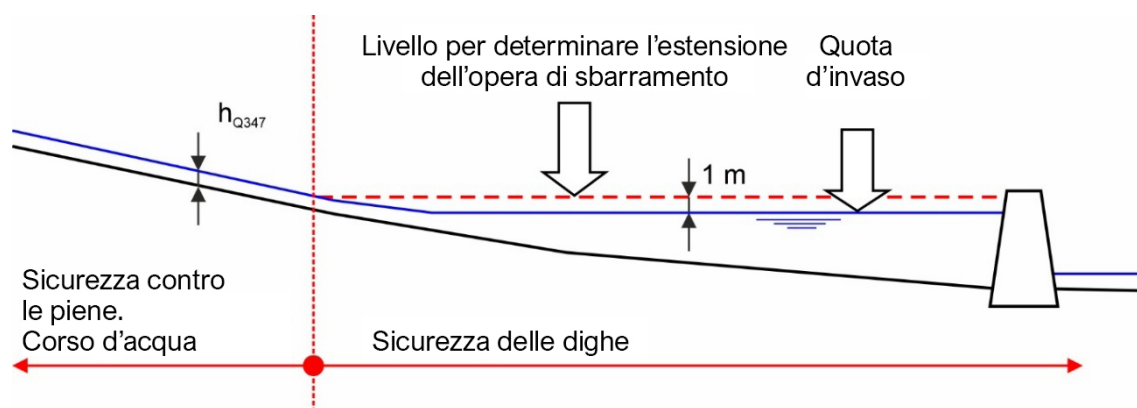 Livello per determinare l'estensione
dell'opera di sbarramento
Quota
d'invaso
hQ347
1 m
Sicurezza contro
le piene.
Corso d'acqua
Sicurezza delle dighe